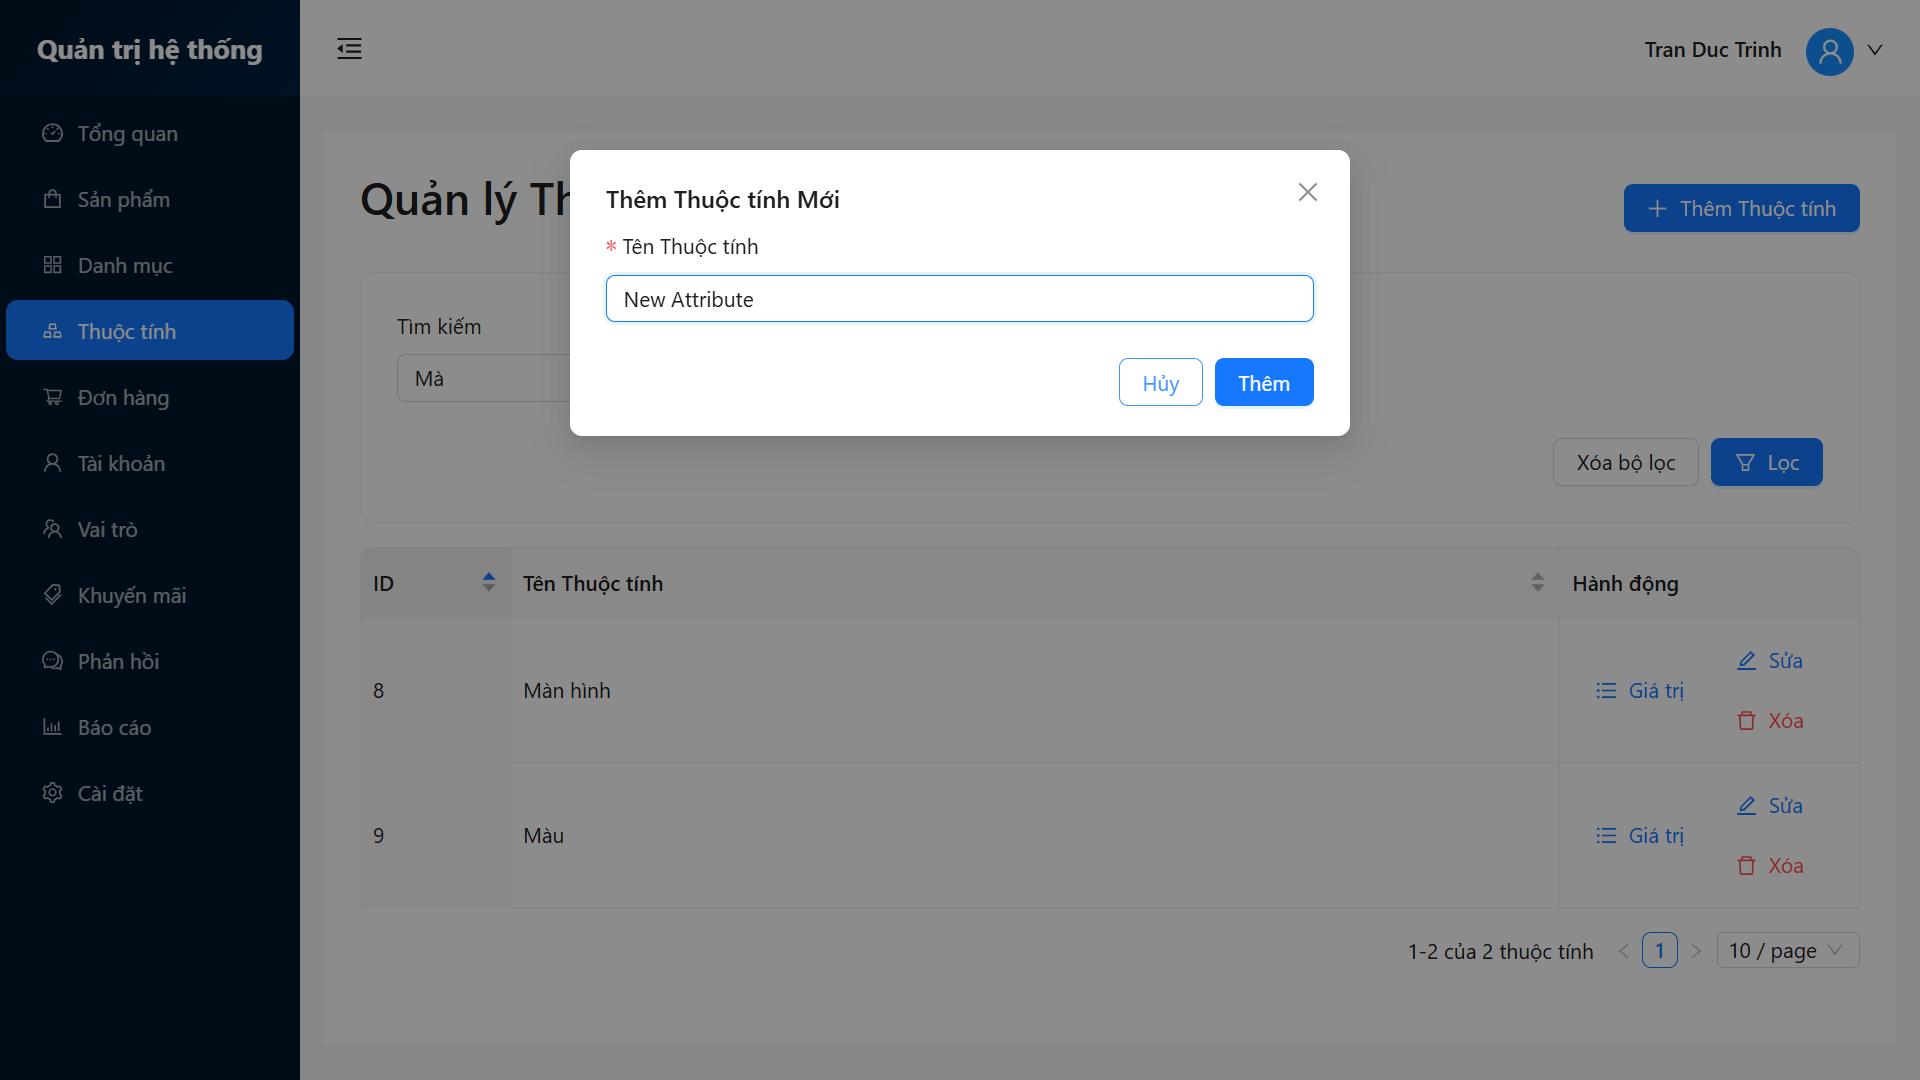 Quản trị hệ thống
Tổng quan
Sản phẩm
Danh mục
Thuộc tính
Đơn hàng
Tài khoản
Vai trò
Khuyến mãi
Phản hồi
Báo cáo
Cài đặt
Tran Duc Trinh
Quản lý Th
Thêm Thuộc tính
Tìm kiếm
Mà
Thêm Thuộc tính Mới
* Tên Thuộc tính
New Attribute
Hủy Thêm
Xóa bộ lọc Lọc
ID Tên Thuộc tính Hành động
8 Màn hình Giá trị Sửa Xóa
9 Màu Giá trị Sửa Xóa
1-2 của 2 thuộc tính 1 10 / page